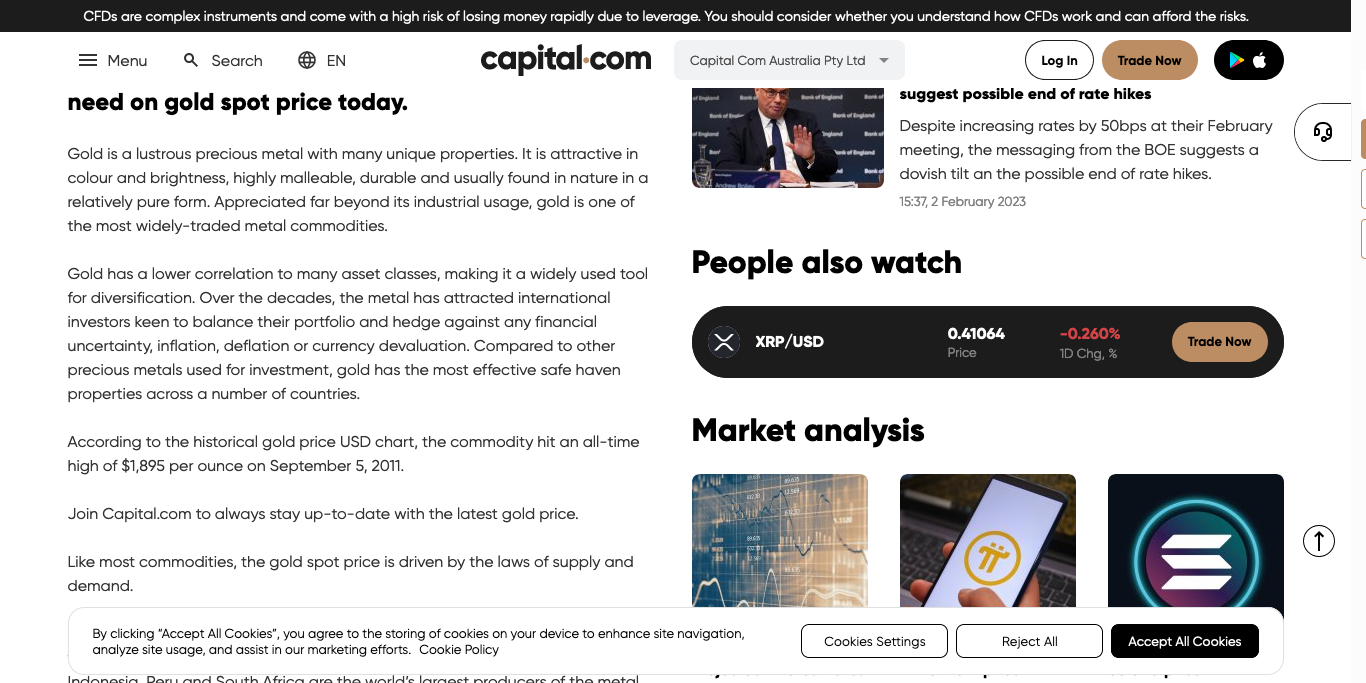 CFDs are complex instruments and come with a high risk of losing money rapidly due to leverage. You should consider whether you understand how CFDs work and can afford the risks.
Menu
Search
EN
capital.com
Capital Com Australia Pty Ltd
Log In
Trade Now
need on gold spot price today.
Gold is a lustrous precious metal with many unique properties. It is attractive in
colour and brightness, highly malleable, durable and usually found in nature in a
relatively pure form. Appreciated far beyond its industrial usage, gold is one of
the most widely-traded metal commodities.
Gold has a lower correlation to many asset classes, making it a widely used tool
for diversification. Over the decades, the metal has attracted international
investors keen to balance their portfolio and hedge against any financial
uncertainty, inflation, deflation or currency devaluation. Compared to other
precious metals used for investment, gold has the most effective safe haven
properties across a number of countries.
According to the historical gold price USD chart, the commodity hit an all-time
high of $1,895 per ounce on September 5, 2011.
Join Capital.com to always stay up-to-date with the latest gold price.
Like most commodities, the gold spot price is driven by the laws of supply and
demand.
Indonesia, Peru and South Africa are the world's largest producers of the metal
Bank of England
suggest possible end of rate hikes
Despite increasing rates by 50bps at their February
meeting, the messaging from the BOE suggests a
dovish tilt an the possible end of rate hikes.
15:37, 2 February 2023
People also watch
XRP/USD
0.41064
Price
-0.260%
1D Chg, %
Trade Now
Market analysis
By clicking “Accept All Cookies”, you agree to the storing of cookies on your device to enhance site navigation,
analyze site usage, and assist in our marketing efforts. Cookie Policy
Cookies Settings
Reject All
Accept All Cookies